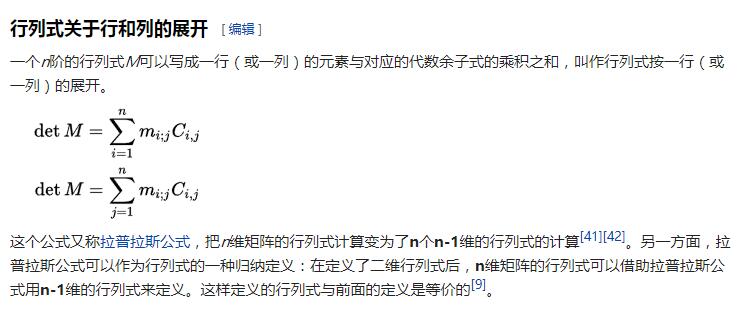 行列式关于行和列的展开 [ 编辑 ]
一个n阶的行列式M可以写成一行（或一列）的元素与对应的代数余子式的乘积之和，叫作行列式按一行（或
一列）的展开。
det M = ∑_{i=1}^{n} m_{i;j} C_{i,j}
det M = ∑_{j=1}^{n} m_{i;j} C_{i,j}
这个公式又称拉普拉斯公式，把n维矩阵的行列式计算变为了n个n-1维的行列式的计算[41][42]。另一方面，拉
普拉斯公式可以作为行列式的一种归纳定义：在定义了二维行列式后，n维矩阵的行列式可以借助拉普拉斯公
式用n-1维的行列式来定义。这样定义的行列式与前面的定义是等价的[9]。